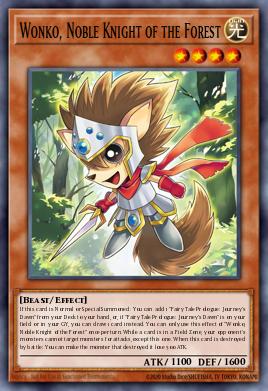 Wonko, Noble Knight of the Forest
光
[Beast/Effect]
If this card is Normal or Special Summoned: You can add 1 "Fairy Tale Prologue: Journey's
Dawn" from your Deck to your hand, or, if "Fairy Tale Prologue: Journey's Dawn" is on your
field or in your GY, you can draw 1 card instead. You can only use this effect of "Wonko,
Noble Knight of the Forest" once per turn. While a card is in a Field Zone, your opponent's
monsters cannot target monsters for attacks, except this one. When this card is destroyed
by battle: You can make the monster that destroyed it lose 500 ATK.
ATK/1100 DEF/1600